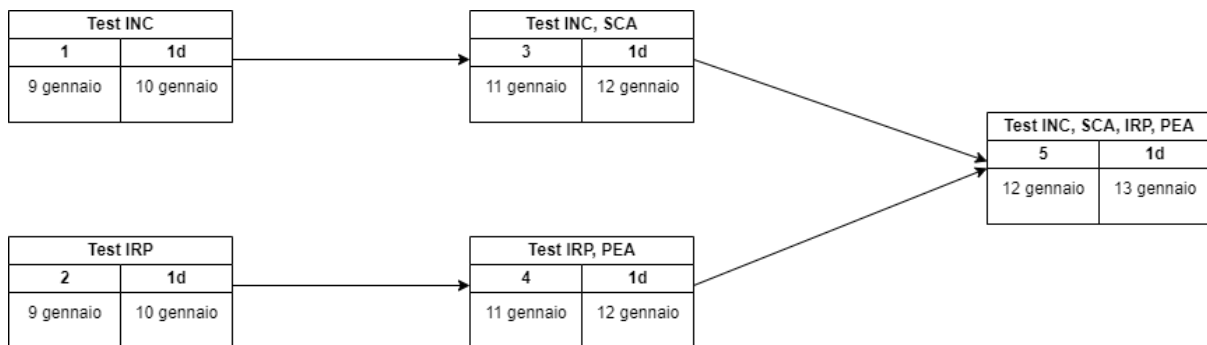 Test INC
1 1d
9 gennaio 10 gennaio
Test INC, SCA
3 1d
11 gennaio 12 gennaio
Test INC, SCA, IRP, PEA
5 1d
12 gennaio 13 gennaio
Test IRP
2 1d
9 gennaio 10 gennaio
Test IRP, PEA
4 1d
11 gennaio 12 gennaio